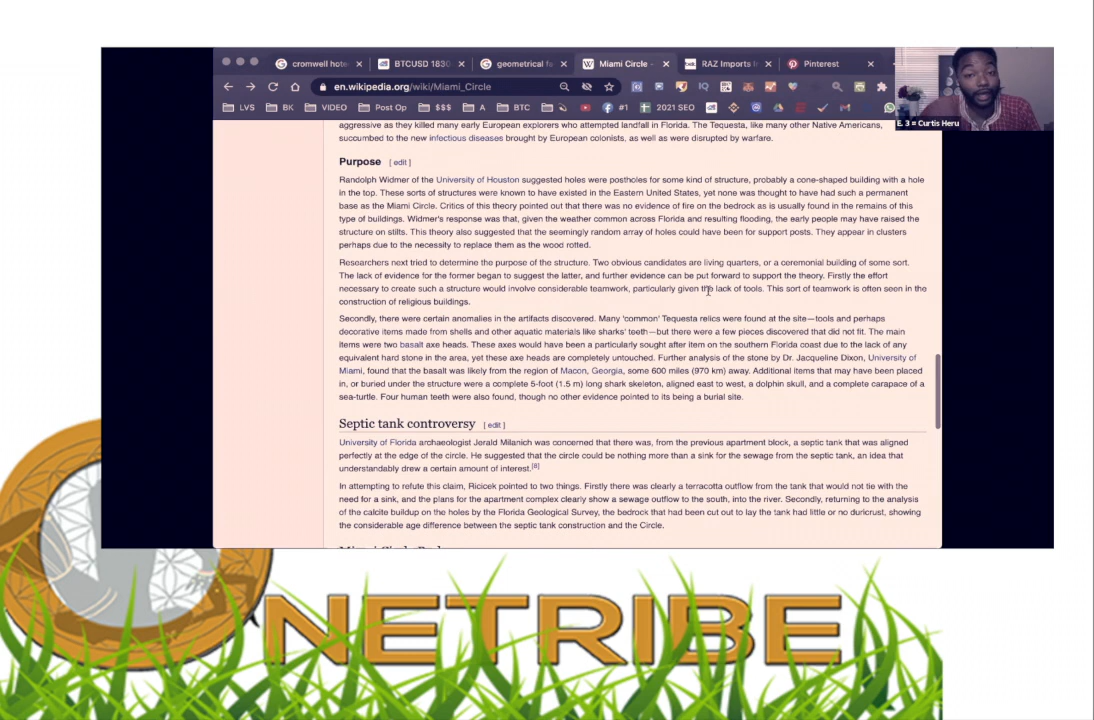 cromwell hote
BTCUSD 1830
geometrical fa
Miami Circle -
RAZ Imports In
Pinterest
en.wikipedia.org/wiki/Miami_Circle
LVS
BK
VIDEO
Post Op
$$$
A
BTC
#1
2021 SEO
E. 3 = Curtis Heru
aggressive as they killed many early European explorers who attempted landfall in Florida. The Tequesta, like many other Native Americans,
succumbed to the new infectious diseases brought by European colonists, as well as were disrupted by warfare.
Purpose [ edit ]
Randolph Widmer of the University of Houston suggested holes were postholes for some kind of structure, probably a cone-shaped building with a hole
in the top. These sorts of structures were known to have existed in the Eastern United States, yet none was thought to have had such a permanent
base as the Miami Circle. Critics of this theory pointed out that there was no evidence of fire on the bedrock as is usually found in the remains of this
type of buildings. Widmer's response was that, given the weather common across Florida and resulting flooding, the early people may have raised the
structure on stilts. This theory also suggested that the seemingly random array of holes could have been for support posts. They appear in clusters
perhaps due to the necessity to replace them as the wood rotted.
Researchers next tried to determine the purpose of the structure. Two obvious candidates are living quarters, or a ceremonial building of some sort.
The lack of evidence for the former began to suggest the latter, and further evidence can be put forward to support the theory. Firstly the effort
necessary to create such a structure would involve considerable teamwork, particularly given the lack of tools. This sort of teamwork is often seen in the
construction of religious buildings.
Secondly, there were certain anomalies in the artifacts discovered. Many 'common' Tequesta relics were found at the site—tools and perhaps
decorative items made from shells and other aquatic materials like sharks' teeth—but there were a few pieces discovered that did not fit. The main
items were two basalt axe heads. These axes would have been a particularly sought after item on the southern Florida coast due to the lack of any
equivalent hard stone in the area, yet these axe heads are completely untouched. Further analysis of the stone by Dr. Jacqueline Dixon, University of
Miami, found that the basalt was likely from the region of Macon, Georgia, some 600 miles (970 km) away. Additional items that may have been placed
in, or buried under the structure were a complete 5-foot (1.5 m) long shark skeleton, aligned east to west, a dolphin skull, and a complete carapace of a
sea-turtle. Four human teeth were also found, though no other evidence pointed to its being a burial site.
Septic tank controversy [ edit ]
University of Florida archaeologist Jerald Milanich was concerned that there was, from the previous apartment block, a septic tank that was aligned
perfectly at the edge of the circle. He suggested that the circle could be nothing more than a sink for the sewage from the septic tank, an idea that
understandably drew a certain amount of interest.[8]
In attempting to refute this claim, Ricicek pointed to two things. Firstly there was clearly a terracotta outflow from the tank that would not tie with the
need for a sink, and the plans for the apartment complex clearly show a sewage outflow to the south, into the river. Secondly, returning to the analysis
of the calcite buildup on the holes by the Florida Geological Survey, the bedrock that had been cut out to lay the tank had little or no duricrust, showing
the considerable age difference between the septic tank construction and the Circle.
NETRIBE